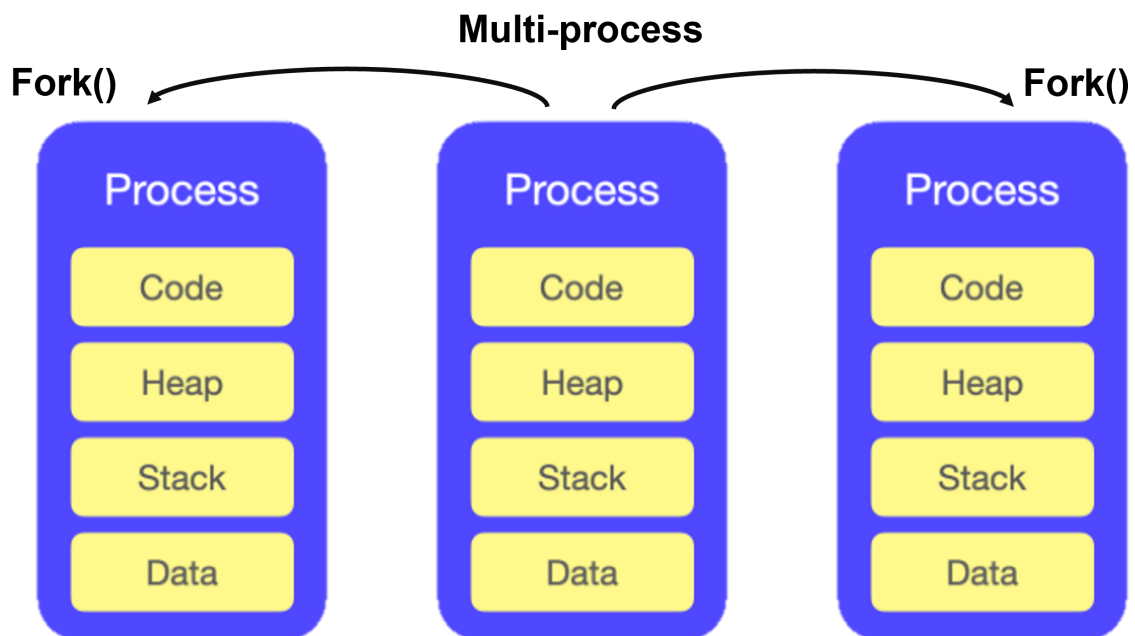 Multi-process
Fork()
Fork()
Process
Code
Heap
Stack
Data
Process
Code
Heap
Stack
Data
Process
Code
Heap
Stack
Data